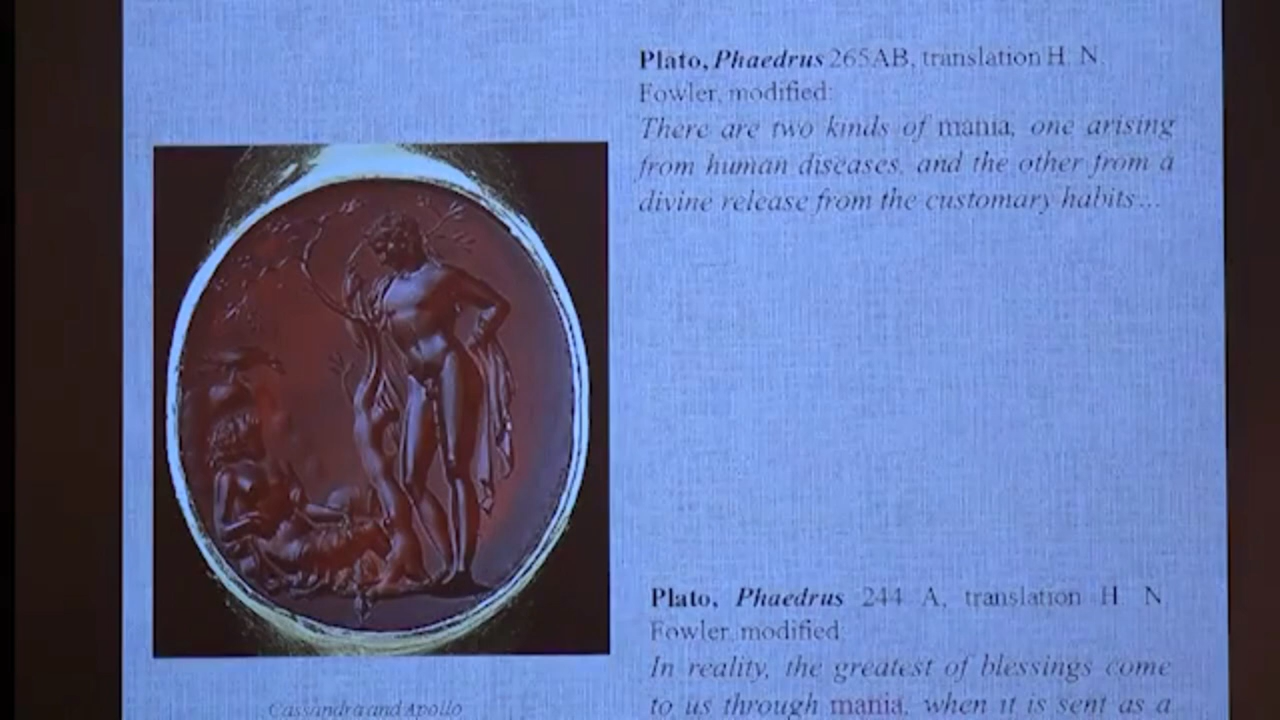 Plato, Phaedrus 265AB, translation H. N.
Fowler, modified:
There are two kinds of mania, one arising
from human diseases, and the other from a
divine release from the customary habits...
Plato, Phaedrus 244 A, translation H. N.
Fowler, modified:
In reality, the greatest of blessings come
to us through mania, when it is sent as a
Cassandra and Apollo